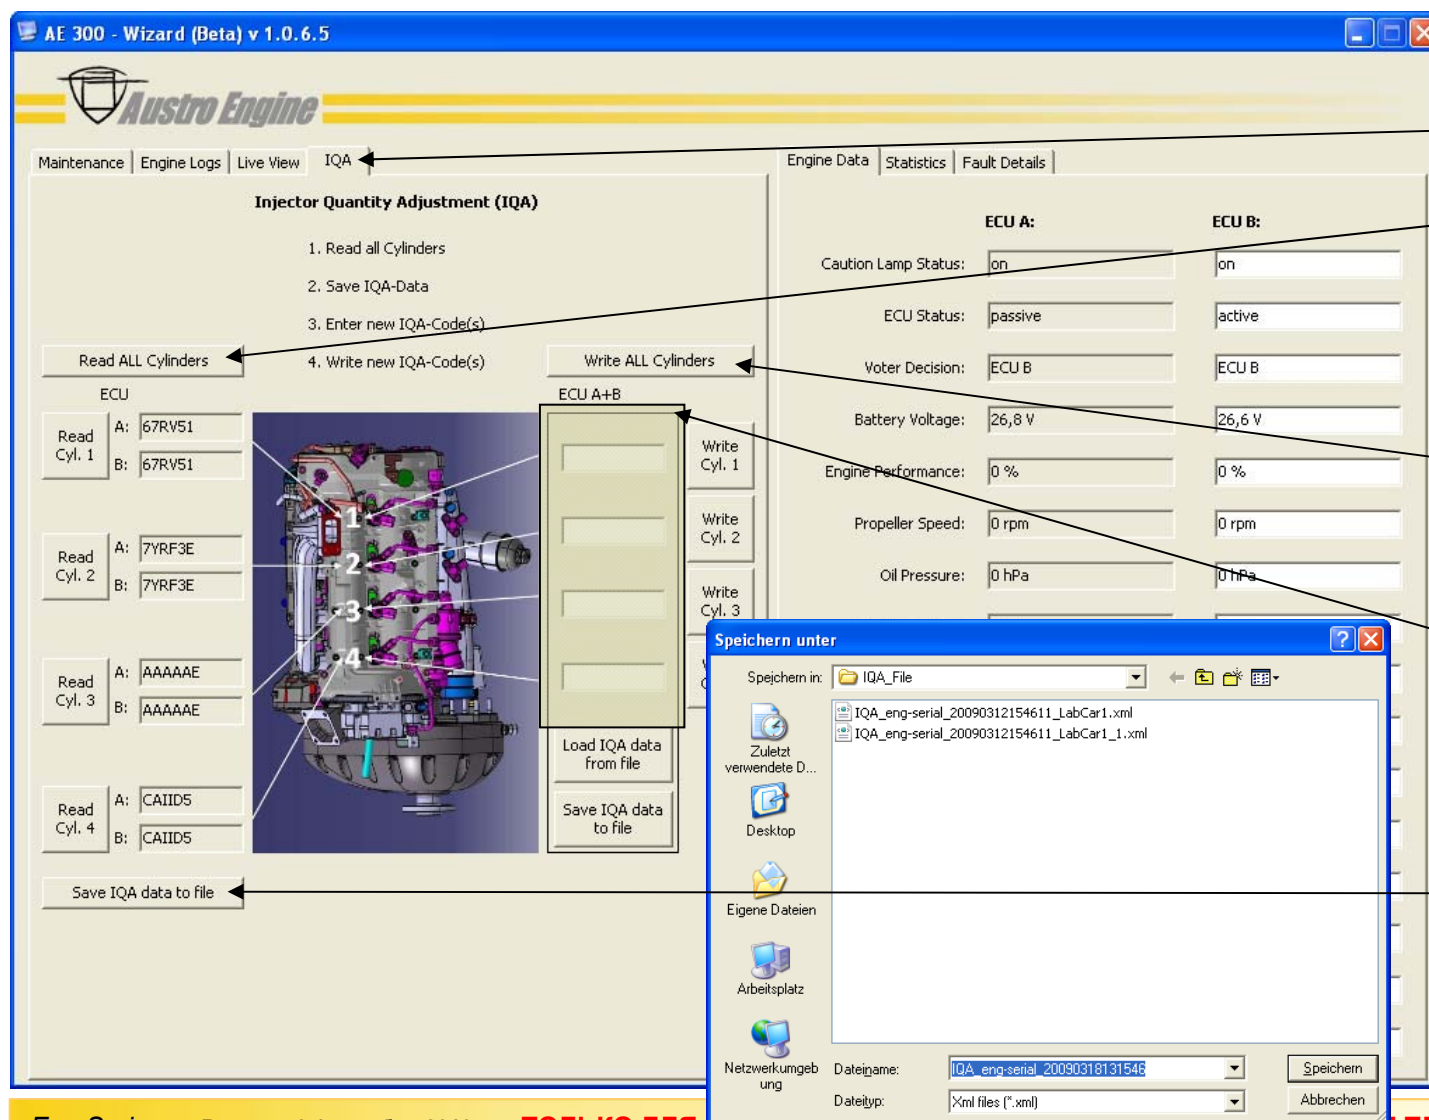 AE 300 - Wizard (Beta) v 1.0.6.5
Austro Engine
Maintenance Engine Logs Live View IQA
Injector Quantity Adjustment (IQA)
1. Read all Cylinders
2. Save IQA-Data
3. Enter new IQA-Code(s)
4. Write new IQA-Code(s)
Read ALL Cylinders
Write ALL Cylinders
ECU
ECU A+B
Read
Cyl. 1
A: 67RV51
B: 67RV51
Write
Cyl. 1
Read
Cyl. 2
A: 7YRF3E
B: 7YRF3E
Write
Cyl. 2
Read
Cyl. 3
A: AAAAAE
B: AAAAAE
Write
Cyl. 3
Read
Cyl. 4
A: CAIID5
B: CAIID5
1
2
3
4
Load IQA data
from file
Save IQA data
to file
Save IQA data to file
Engine Data Statistics Fault Details
ECU A: ECU B:
Caution Lamp Status: on on
ECU Status: passive active
Voter Decision: ECU B ECU B
Battery Voltage: 26,8 V 26,6 V
Engine Performance: 0 % 0 %
Propeller Speed: 0 rpm 0 rpm
Oil Pressure: 0 hPa 0 hPa
Speichern unter
Speichern in: IQA_File
IQA_eng-serial_20090312154611_LabCar1.xml
IQA_eng-serial_20090312154611_LabCar1_1.xml
Zuletzt
verwendete D...
Desktop
Eigene Dateien
Arbeitsplatz
Netzwerkumgeb
ung
Dateiname: IQA_eng-serial_20090318131546
Speichern
Dateityp: Xml files (*.xml)
Abbrechen
ТОЛЬКО ДЛЯ